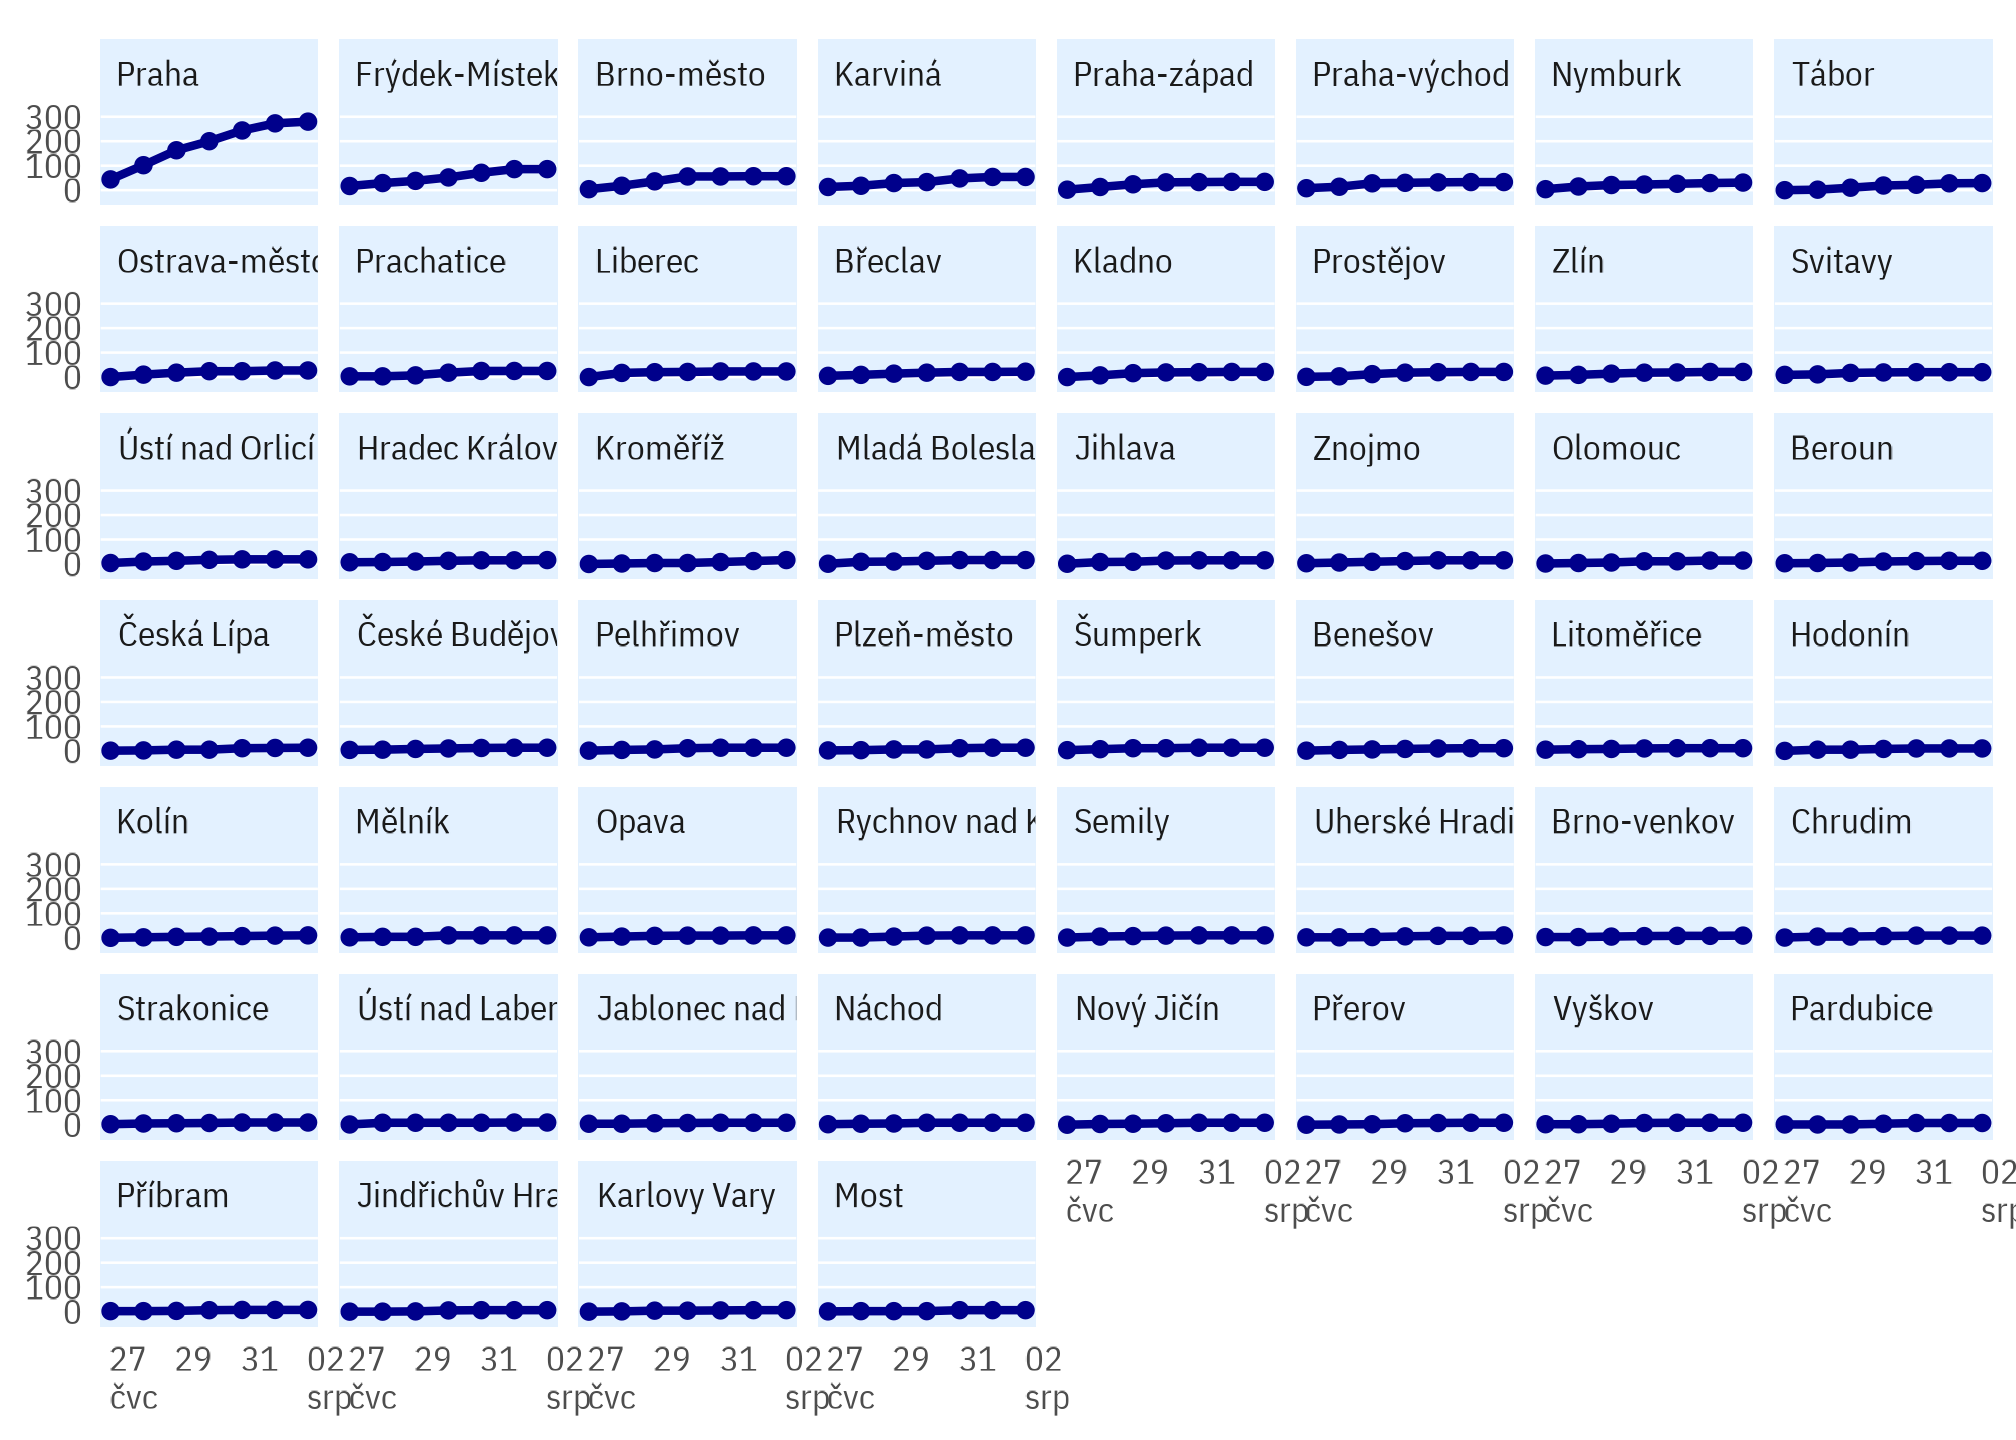 Praha Frýdek-Místek Brno-město Karviná Praha-západ Praha-východ Nymburk Tábor
300
200
100
0
Ostrava-město Prachatice Liberec Břeclav Kladno Prostějov Zlín Svitavy
300
200
100
0
Ústí nad Orlicí Hradec Králov Kroměříž Mladá Bolesla Jihlava Znojmo Olomouc Beroun
300
200
100
0
Česká Lípa České Budějov Pelhřimov Plzeň-město Šumperk Benešov Litoměřice Hodonín
300
200
100
0
Kolín Mělník Opava Rychnov nad K Semily Uherské Hradi Brno-venkov Chrudim
300
200
100
0
Strakonice Ústí nad Laber Jablonec nad Náchod Nový Jičín Přerov Vyškov Pardubice
300
200
100
0
27 29 31 02 27 29 31 02 27 29 31 02 27 29 31 02
čvc srp čvc srp čvc srp čvc srp
Příbram Jindřichův Hra Karlovy Vary Most
300
200
100
0
27 29 31 02 27 29 31 02 27 29 31 02 27 29 31 02
čvc srp čvc srp čvc srp čvc srp